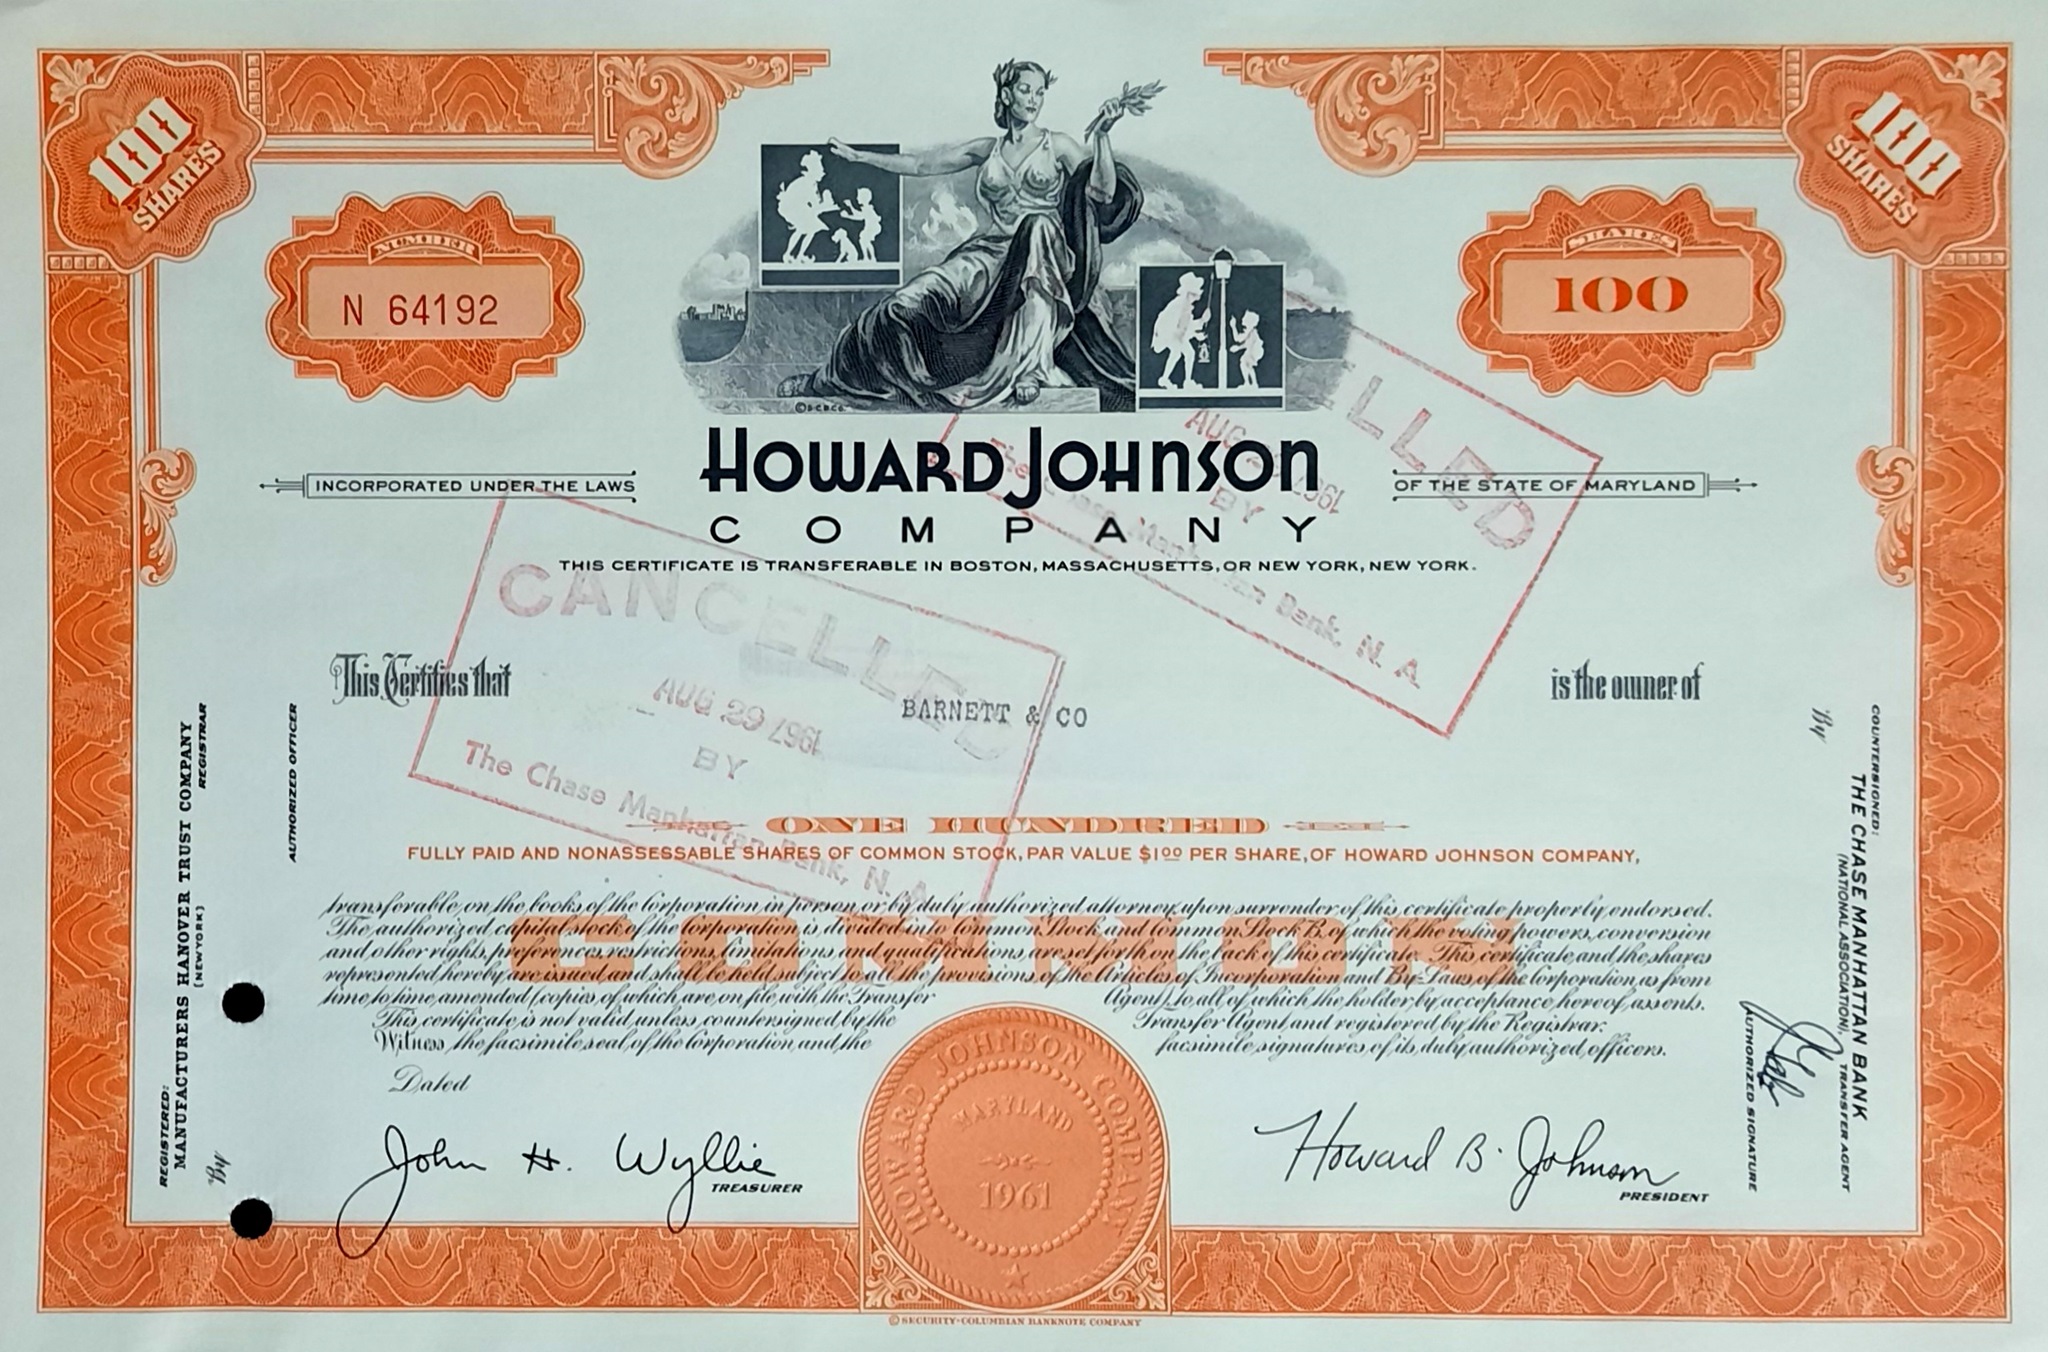 100 SHARES
100 SHARES
NUMBER
N 64192
SHARES
100
© S.C.B.CO.
HOWARD JOHNSON
COMPANY
INCORPORATED UNDER THE LAWS
OF THE STATE OF MARYLAND
THIS CERTIFICATE IS TRANSFERABLE IN BOSTON, MASSACHUSETTS, OR NEW YORK, NEW YORK.
CANCELLED
AUG 29 1967
BY
The Chase Manhattan Bank, N. A.
LLED
AUG 29 1967
BY
The Chase Manhattan Bank, N. A.
This Certifies that
BARNETT & CO
is the owner of
ONE HUNDRED
FULLY PAID AND NONASSESSABLE SHARES OF COMMON STOCK, PAR VALUE $1.00 PER SHARE, OF HOWARD JOHNSON COMPANY,
COMMON
transferable on the books of the Corporation in person or by duly authorized attorney upon surrender of this certificate properly endorsed.
The authorized capital stock of the Corporation is divided into Common Stock and Common Stock B, of which the voting powers, conversion
and other rights, preferences, restrictions, limitations and qualifications are set forth on the back of this certificate. This certificate and the shares
represented hereby are issued and shall be held subject to all the provisions of the Articles of Incorporation and By-Laws of the Corporation as from
time to time amended (copies of which are on file with the Transfer Agent), to all of which the holder, by acceptance hereof, assents.
This certificate is not valid unless countersigned by the Transfer Agent and registered by the Registrar.
Witness the facsimile seal of the Corporation and the facsimile signatures of its duly authorized officers.
Dated
John H. Wyllie
TREASURER
Howard B. Johnson
PRESIDENT
HOWARD JOHNSON COMPANY
MARYLAND
1961
© SECURITY-COLUMBIAN BANKNOTE COMPANY
REGISTERED:
MANUFACTURERS HANOVER TRUST COMPANY
(NEW YORK)
REGISTRAR
By
AUTHORIZED OFFICER
COUNTERSIGNED:
THE CHASE MANHATTAN BANK
(NATIONAL ASSOCIATION),
TRANSFER AGENT
By
AUTHORIZED SIGNATURE